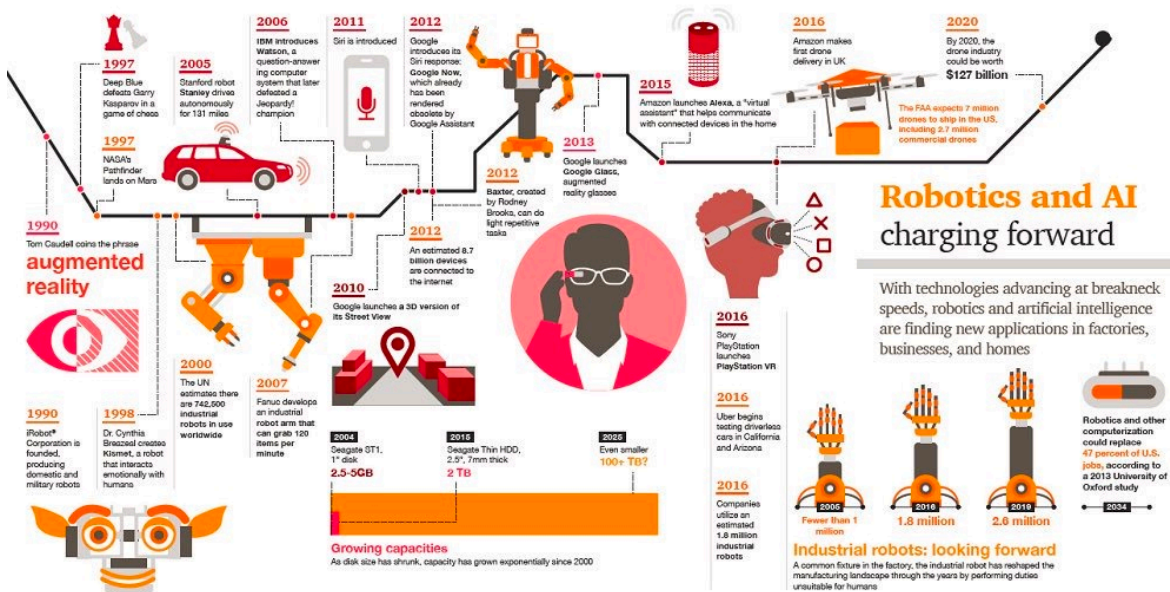 1997
Deep Blue
defeats Garry
Kasparov in a
game of chess
1997
NASA's
Pathfinder
lands on Mars
1990
Tom Caudell coins the phrase
augmented
reality
1990
iRobot®
Corporation is
founded,
producing
domestic and
military robots
1998
Dr. Cynthia
Breazeal creates
Kismet, a robot
that interacts
emotionally with
humans
2005
Stanford robot
Stanley drives
autonomously
for 131 miles
2000
The UN
estimates there
are 742,500
industrial
robots in use
worldwide
2006
IBM introduces
Watson, a
question-answer-
ing computer
system that later
defeated a
Jeopardy!
champion
2007
Fanuc develops
an industrial
robot arm that
can grab 120
items per
minute
2011
Siri is introduced
2010
Google launches a 3D version of
its Street View
2012
Google
introduces its
Siri response:
Google Now,
which already
has been
rendered
obsolete by
Google Assistant
2012
An estimated 8.7
billion devices
are connected to
the internet
2012
Baxter, created
by Rodney
Brooks, can do
light repetitive
tasks
2013
Google launches
Google Glass,
augmented
reality glasses
2015
Amazon launches Alexa, a "virtual
assistant" that helps communicate
with connected devices in the home
2016
Amazon makes
first drone
delivery in UK
2020
By 2020, the
drone industry
could be worth
$127 billion
The FAA expects 7 million
drones to ship in the US,
including 2.7 million
commercial drones
2016
Sony
PlayStation
launches
PlayStation VR
2016
Uber begins
testing driverless
cars in California
and Arizona
2016
Companies
utilize an
estimated
1.8 million
industrial
robots
Robotics and AI
charging forward
With technologies advancing at breakneck
speeds, robotics and artificial intelligence
are finding new applications in factories,
businesses, and homes
2004
Seagate ST1,
1" disk
2.5-5GB
2015
Seagate Thin HDD,
2.5", 7mm thick
2 TB
2025
Even smaller
100+ TB?
Growing capacities
As disk size has shrunk, capacity has grown exponentially since 2000
2005
Fewer than 1
million
2016
1.8 million
2019
2.6 million
Industrial robots: looking forward
A common fixture in the factory, the industrial robot has reshaped the
manufacturing landscape through the years by performing duties
unsuitable for humans
Robotics and other
computerization
could replace
47 percent of U.S.
jobs, according to
a 2013 University of
Oxford study
2034